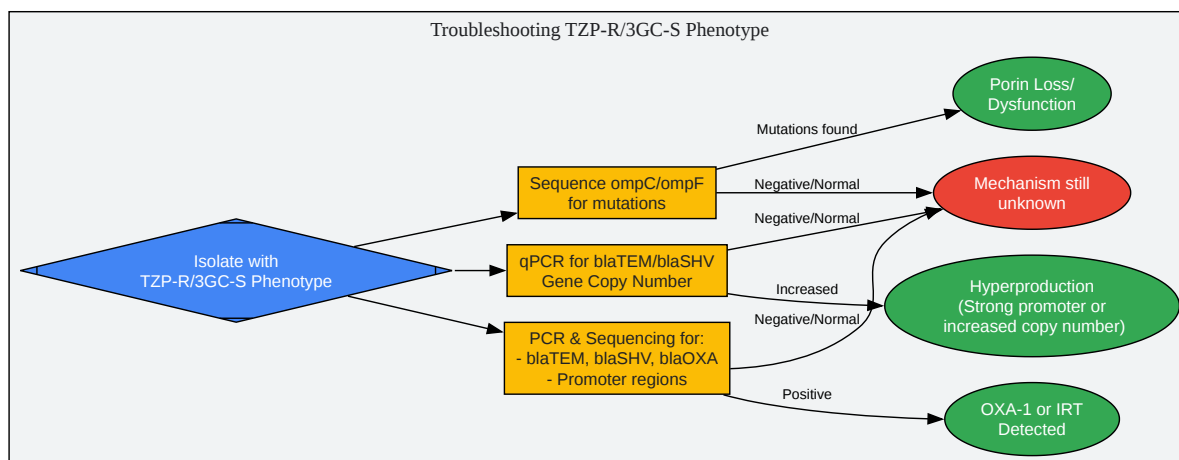 Troubleshooting TZP-R/3GC-S Phenotype
Isolate with
TZP-R/3GC-S Phenotype
Sequence ompC/ompF
for mutations
qPCR for blaTEM/blaSHV
Gene Copy Number
PCR & Sequencing for:
- blaTEM, blaSHV, blaOXA
- Promoter regions
Mutations found
Negative/Normal
Negative/Normal
Increased
Negative/Normal
Positive
Porin Loss/
Dysfunction
Mechanism still
unknown
Hyperproduction
(Strong promoter or
increased copy number)
OXA-1 or IRT
Detected